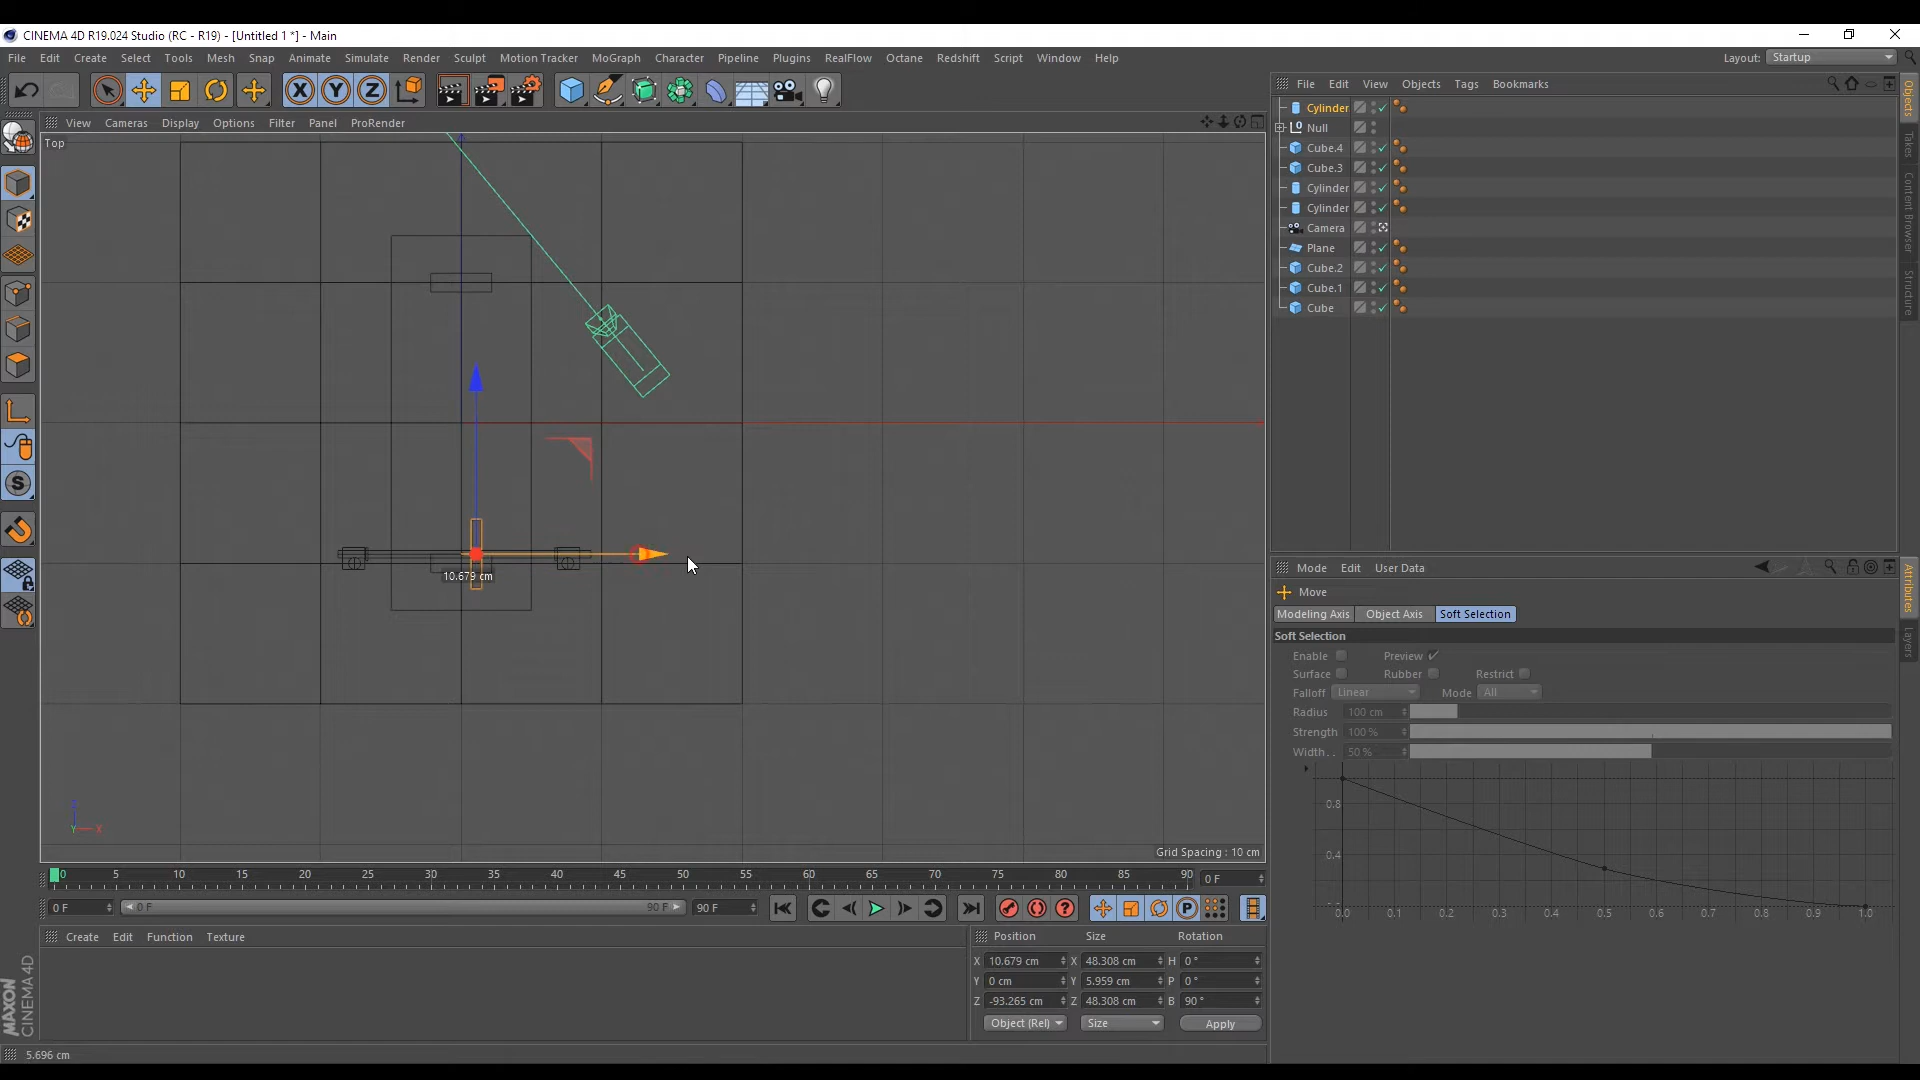 CINEMA 4D R19.024 Studio (RC - R19) - [Untitled 1 *] - Main
File Edit Create Select Tools Mesh Snap Animate Simulate Render Sculpt Motion Tracker MoGraph Character Pipeline Plugins RealFlow Octane Redshift Script Window Help Layout: Startup
File Edit View Objects Tags Bookmarks
View Cameras Display Options Filter Panel ProRender
Top
Cylinder
Null
Cube.4
Cube.3
Cylinder
Cylinder
Camera
Plane
Cube.2
Cube.1
Cube
Objects
Takes
Content Browser
Structure
10.679 cm
Mode Edit User Data
Move
Modeling Axis Object Axis Soft Selection
Soft Selection
Enable Preview
Surface Rubber Restrict
Falloff Linear Mode All
Radius 100 cm
Strength 100 %
Width . . 50 %
0.8
0.4
0.0 0.1 0.2 0.3 0.4 0.5 0.6 0.7 0.8 0.9 1.0
Attributes
Layers
Z
Y X
Grid Spacing : 10 cm
0 5 10 15 20 25 30 35 40 45 50 55 60 65 70 75 80 85 90 0 F
0 F 0 F 90 F 90 F
Create Edit Function Texture
Position Size Rotation
X 10.679 cm X 48.308 cm H 0 °
Y 0 cm Y 5.959 cm P 0 °
Z -93.265 cm Z 48.308 cm B 90 °
Object (Rel) Size Apply
MAXON
CINEMA4D
5.696 cm